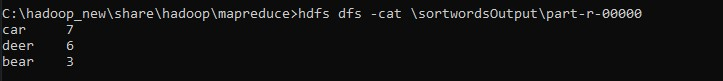 C:\hadoop_new\share\hadoop\mapreduce>hdfs dfs -cat \sortwordsOutput\part-r-00000
car 7
deer 6
bear 3